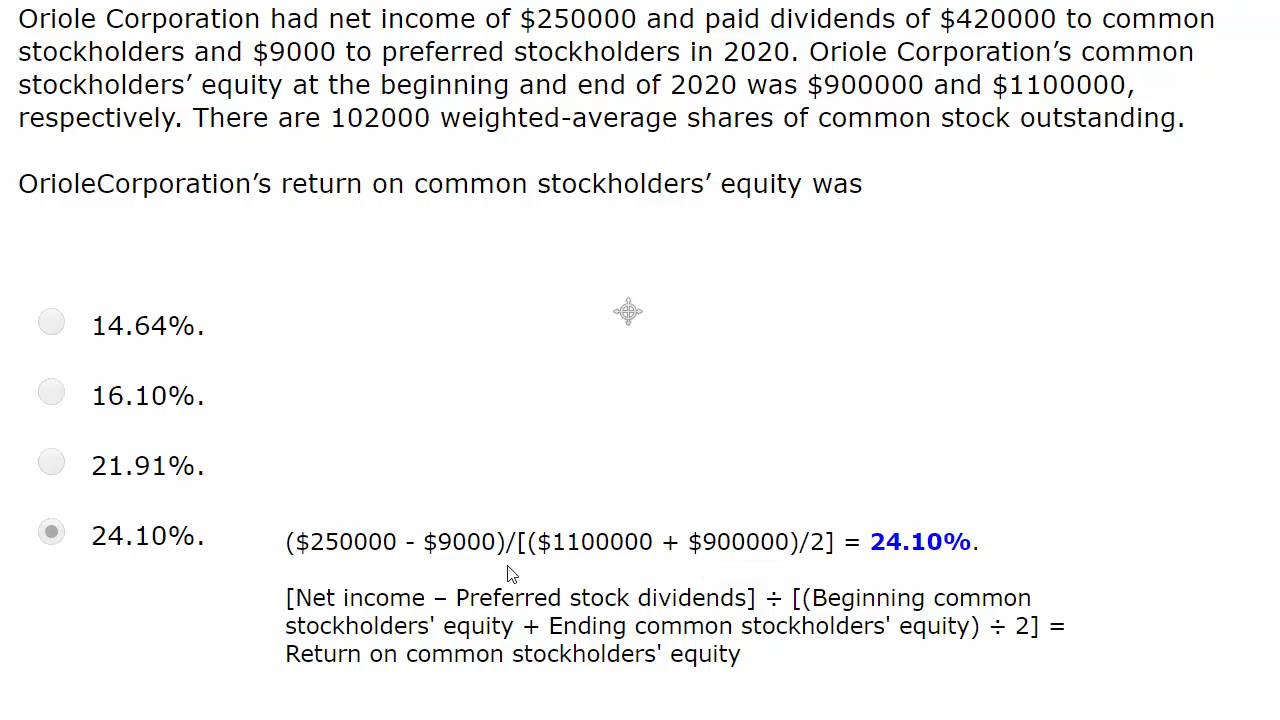 Oriole Corporation had net income of $250000 and paid dividends of $420000 to common
stockholders and $9000 to preferred stockholders in 2020. Oriole Corporation’s common
stockholders’ equity at the beginning and end of 2020 was $900000 and $1100000,
respectively. There are 102000 weighted-average shares of common stock outstanding.
OrioleCorporation’s return on common stockholders’ equity was
14.64%.
16.10%.
21.91%.
24.10%.
($250000 - $9000)/[($1100000 + $900000)/2] = 24.10%.
[Net income – Preferred stock dividends] ÷ [(Beginning common
stockholders' equity + Ending common stockholders' equity) ÷ 2] =
Return on common stockholders' equity